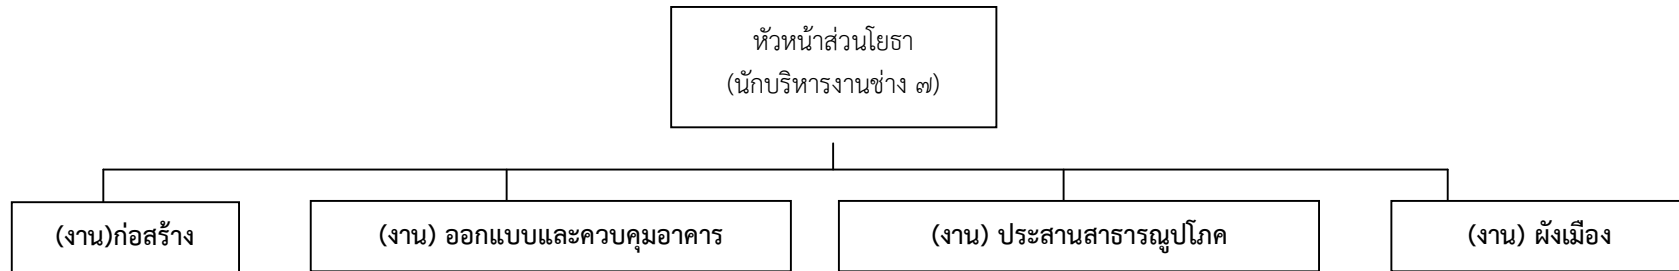 หัวหน้าส่วนโยธา
(นักบริหารงานช่าง ๗)
(งาน)ก่อสร้าง
(งาน) ออกแบบและควบคุมอาคาร
(งาน) ประสานสาธารณูปโภค
(งาน) ผังเมือง